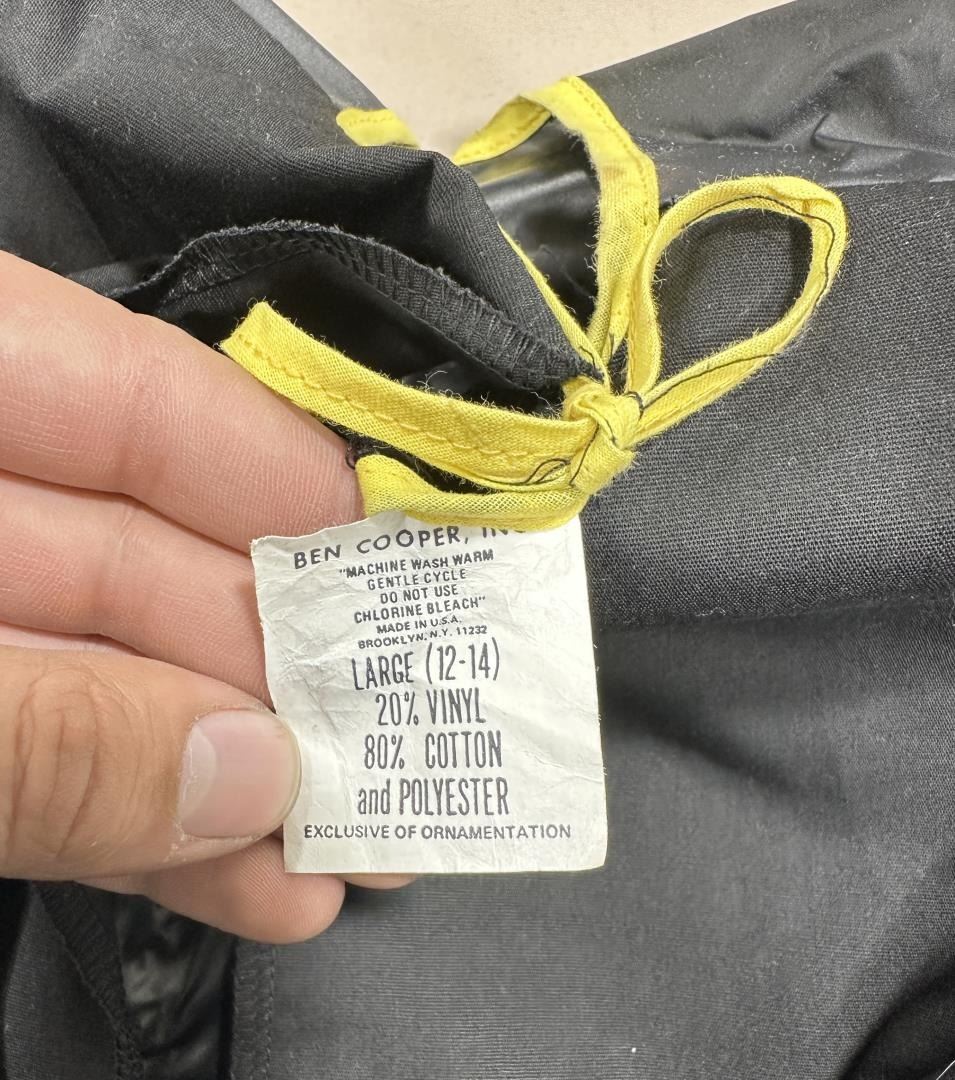 BEN COOPER, IN
"MACHINE WASH WARM
GENTLE CYCLE
DO NOT USE
CHLORINE BLEACH"
MADE IN U.S.A.
BROOKLYN, N.Y. 11232
LARGE (12-14)
20% VINYL
80% COTTON
and POLYESTER
EXCLUSIVE OF ORNAMENTATION